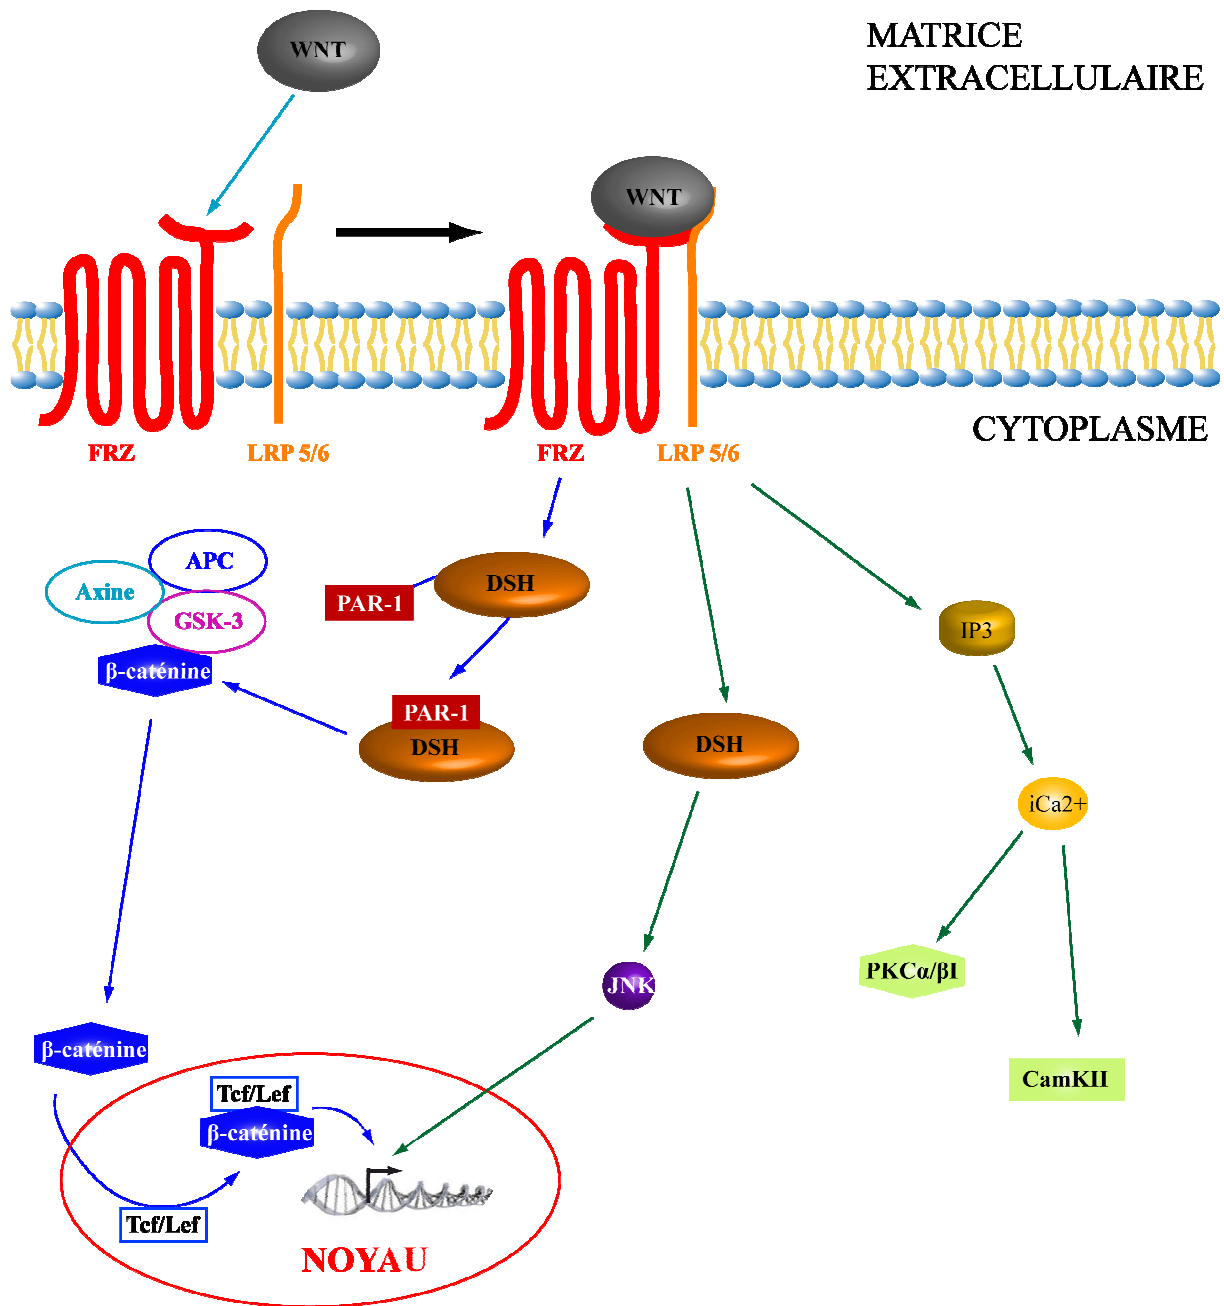 WNT
MATRICE
EXTRACELLULAIRE
WNT
CYTOPLASME
FRZ
LRP 5/6
FRZ
LRP 5/6
APC
Axine
GSK-3
β-caténine
PAR-1
DSH
PAR-1
DSH
DSH
IP3
iCa2+
PKCα/βI
JNK
CamKII
β-caténine
Tcf/Lef
β-caténine
Tcf/Lef
NOYAU